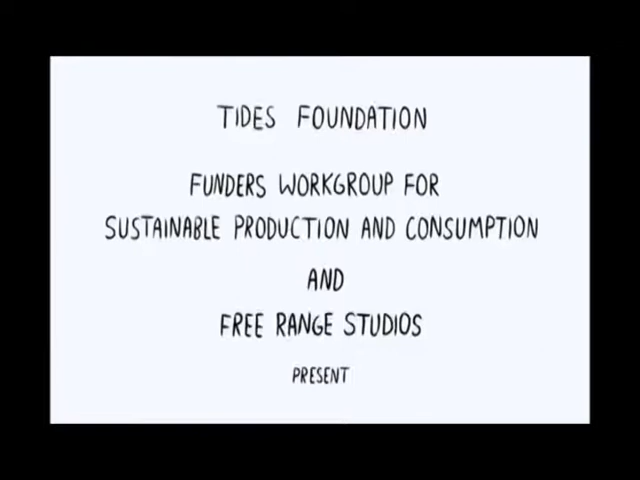 TIDES FOUNDATION
FUNDERS WORKGROUP FOR
SUSTAINABLE PRODUCTION AND CONSUMPTION
AND
FREE RANGE STUDIOS
PRESENT